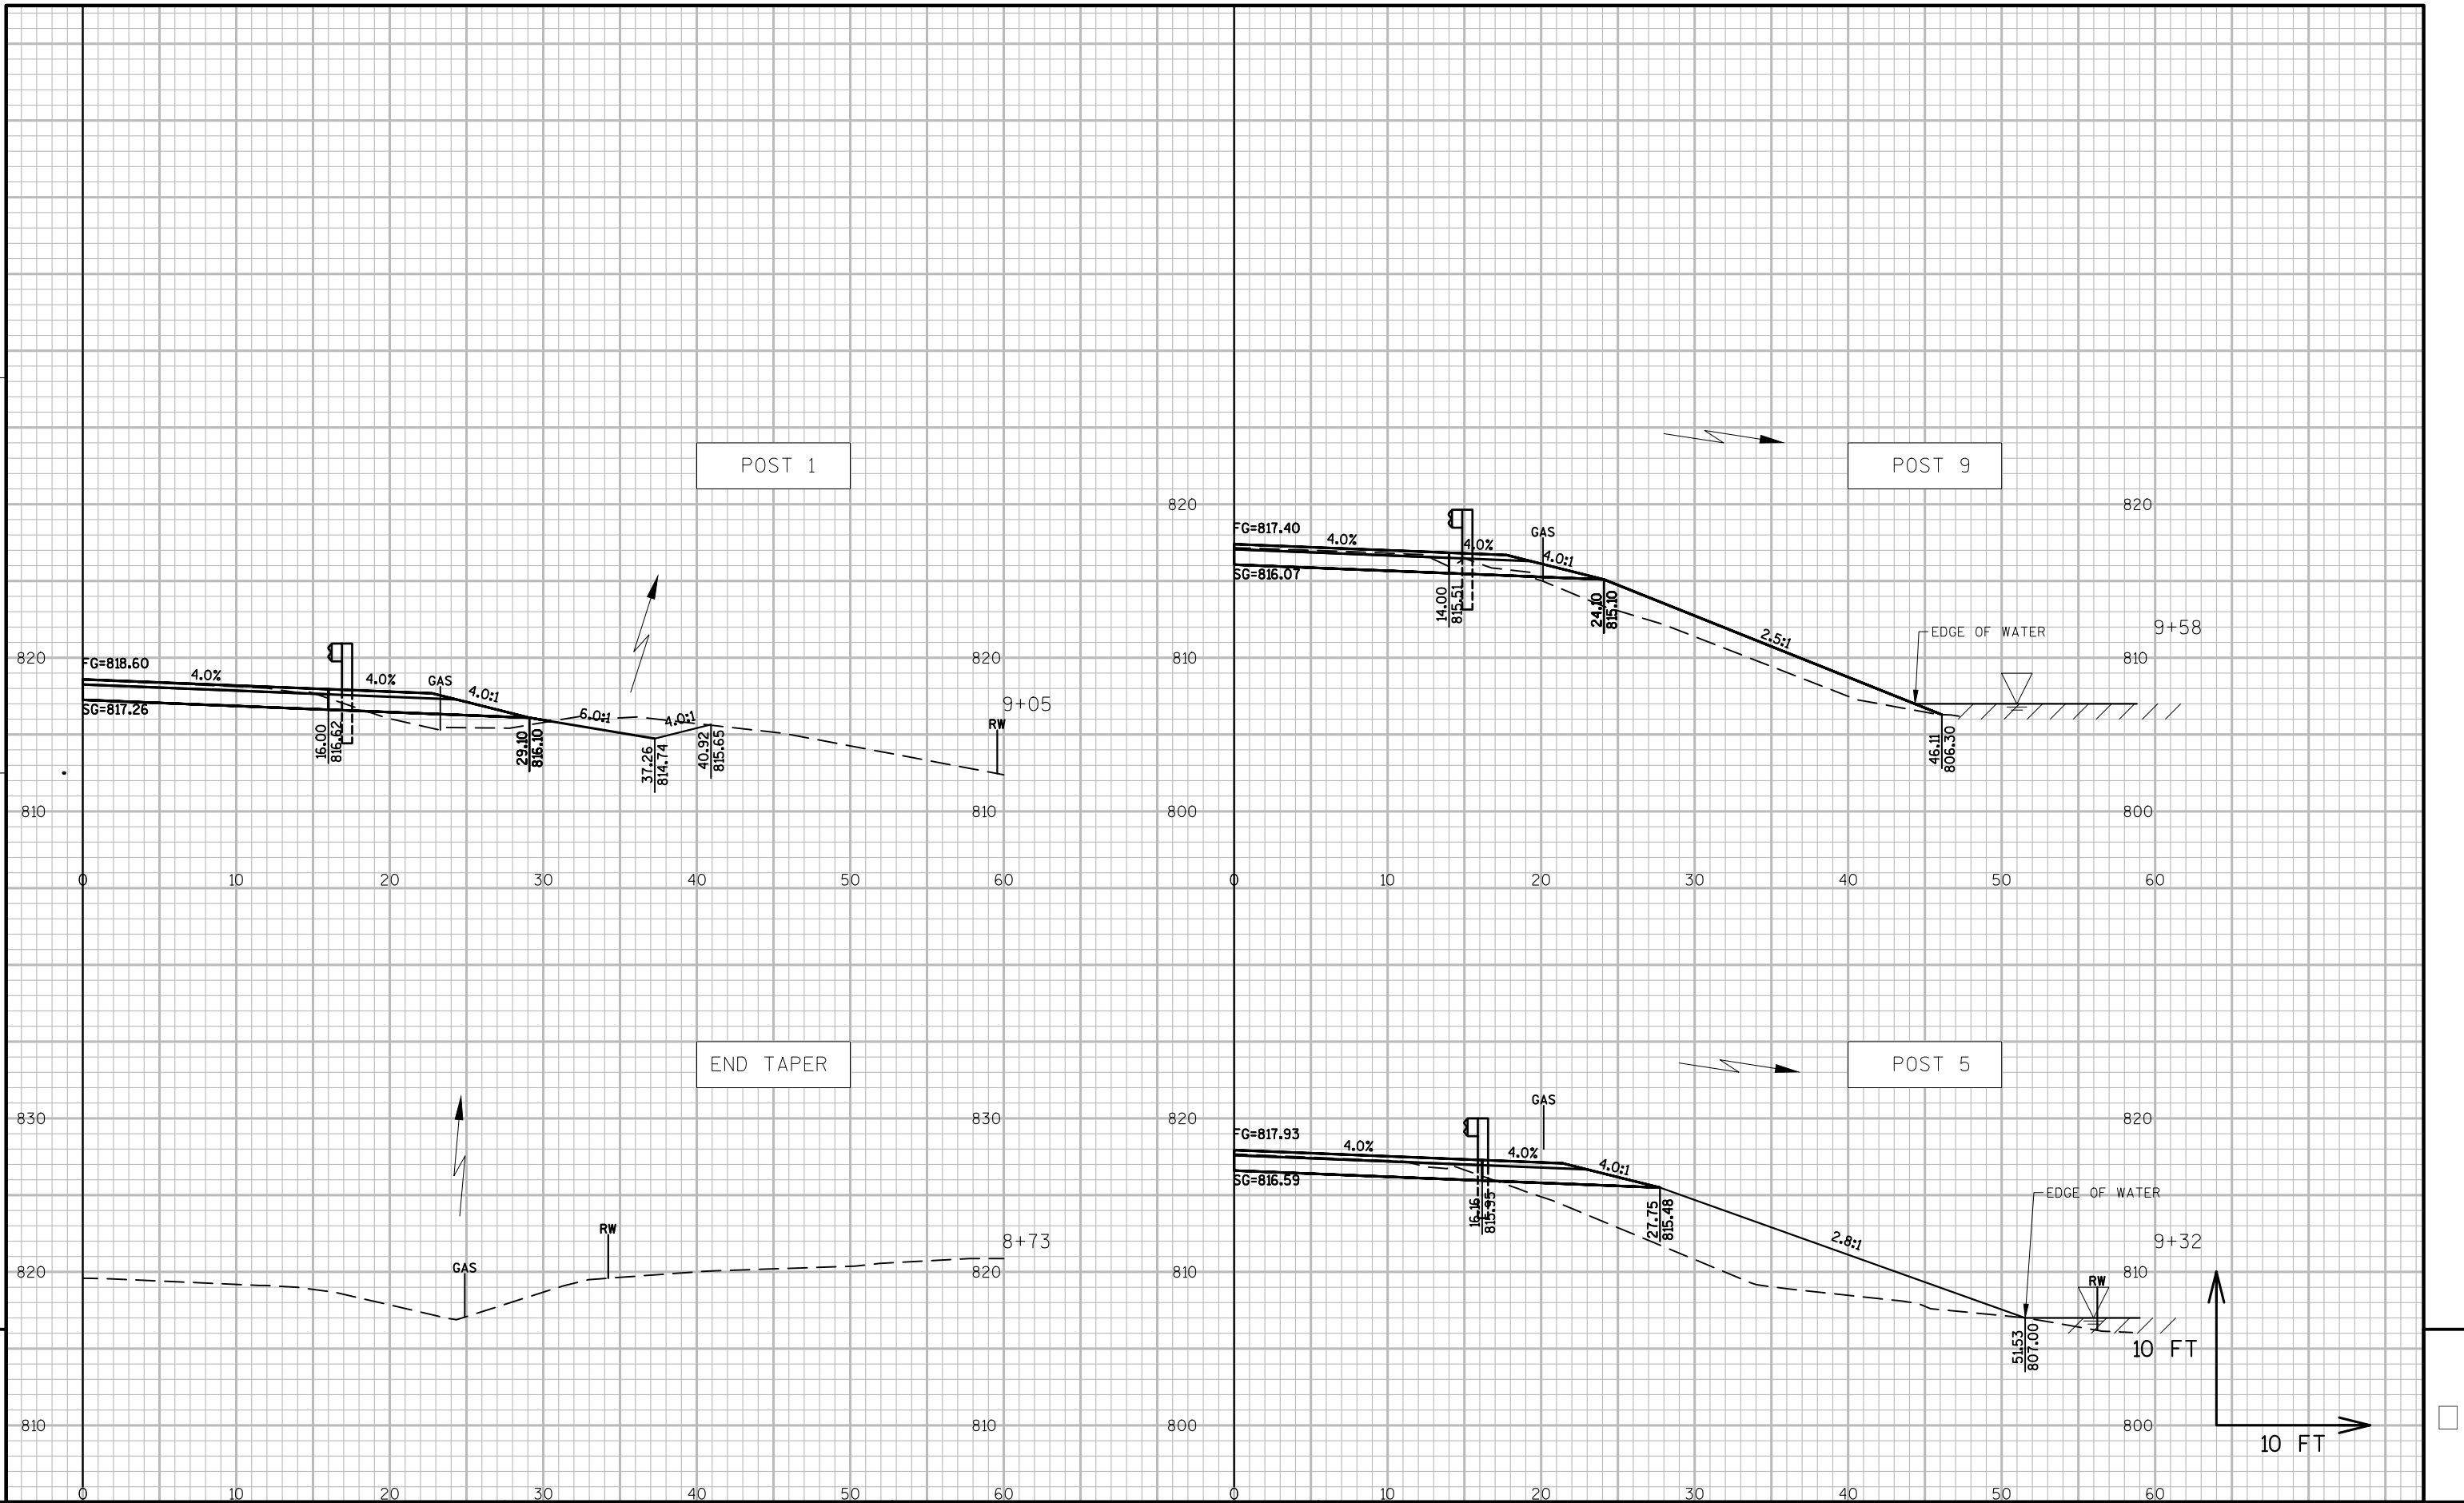 POST 1
820
820
FG=818.60
4.0%
4.0%
GAS
4.0:1
SG=817.26
6.0:1
4.0:1
9+05
RW
16.00
816.62
29.10
816.10
37.26
814.74
40.92
815.65
810
810
0 10 20 30 40 50 60
END TAPER
830
830
RW
8+73
GAS
820
820
810
810
0 10 20 30 40 50 60
POST 9
820
820
FG=817.40
4.0%
4.0%
GAS
4.0:1
SG=816.07
14.00
815.51
24.10
815.10
2.5:1
EDGE OF WATER
9+58
810
810
46.11
806.30
800
800
0 10 20 30 40 50 60
POST 5
GAS
820
820
FG=817.93
4.0%
4.0%
4.0:1
SG=816.59
16.16
815.95
27.75
815.48
EDGE OF WATER
2.8:1
9+32
810
810
RW
51.53
807.00
10 FT
800
800
10 FT
0 10 20 30 40 50 60